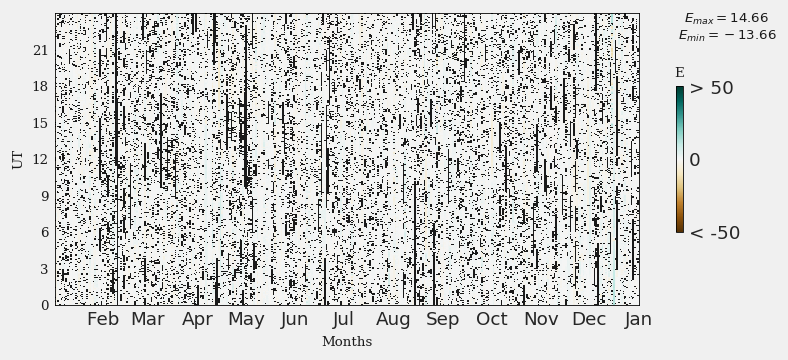 E_max = 14.66
E_min = −13.66
E
> 50
0
< -50
21
18
15
12
9
6
3
0
UT
Feb Mar Apr May Jun Jul Aug Sep Oct Nov Dec Jan
Months